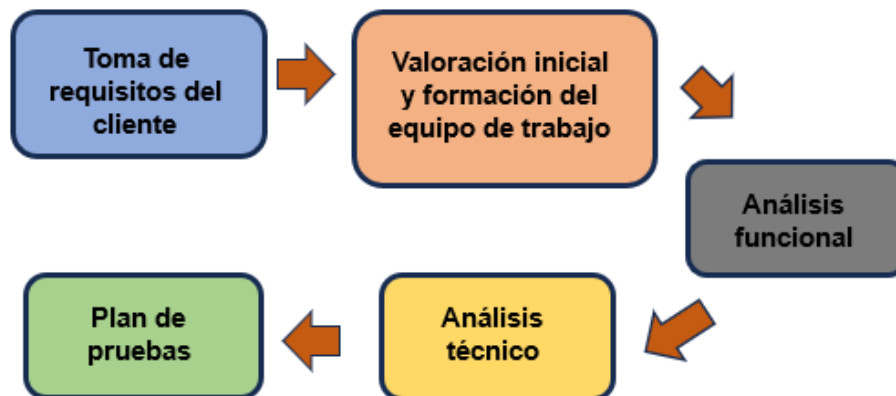 Toma de
requisitos del
cliente
Valoración inicial
y formación del
equipo de trabajo
Análisis
funcional
Análisis
técnico
Plan de
pruebas